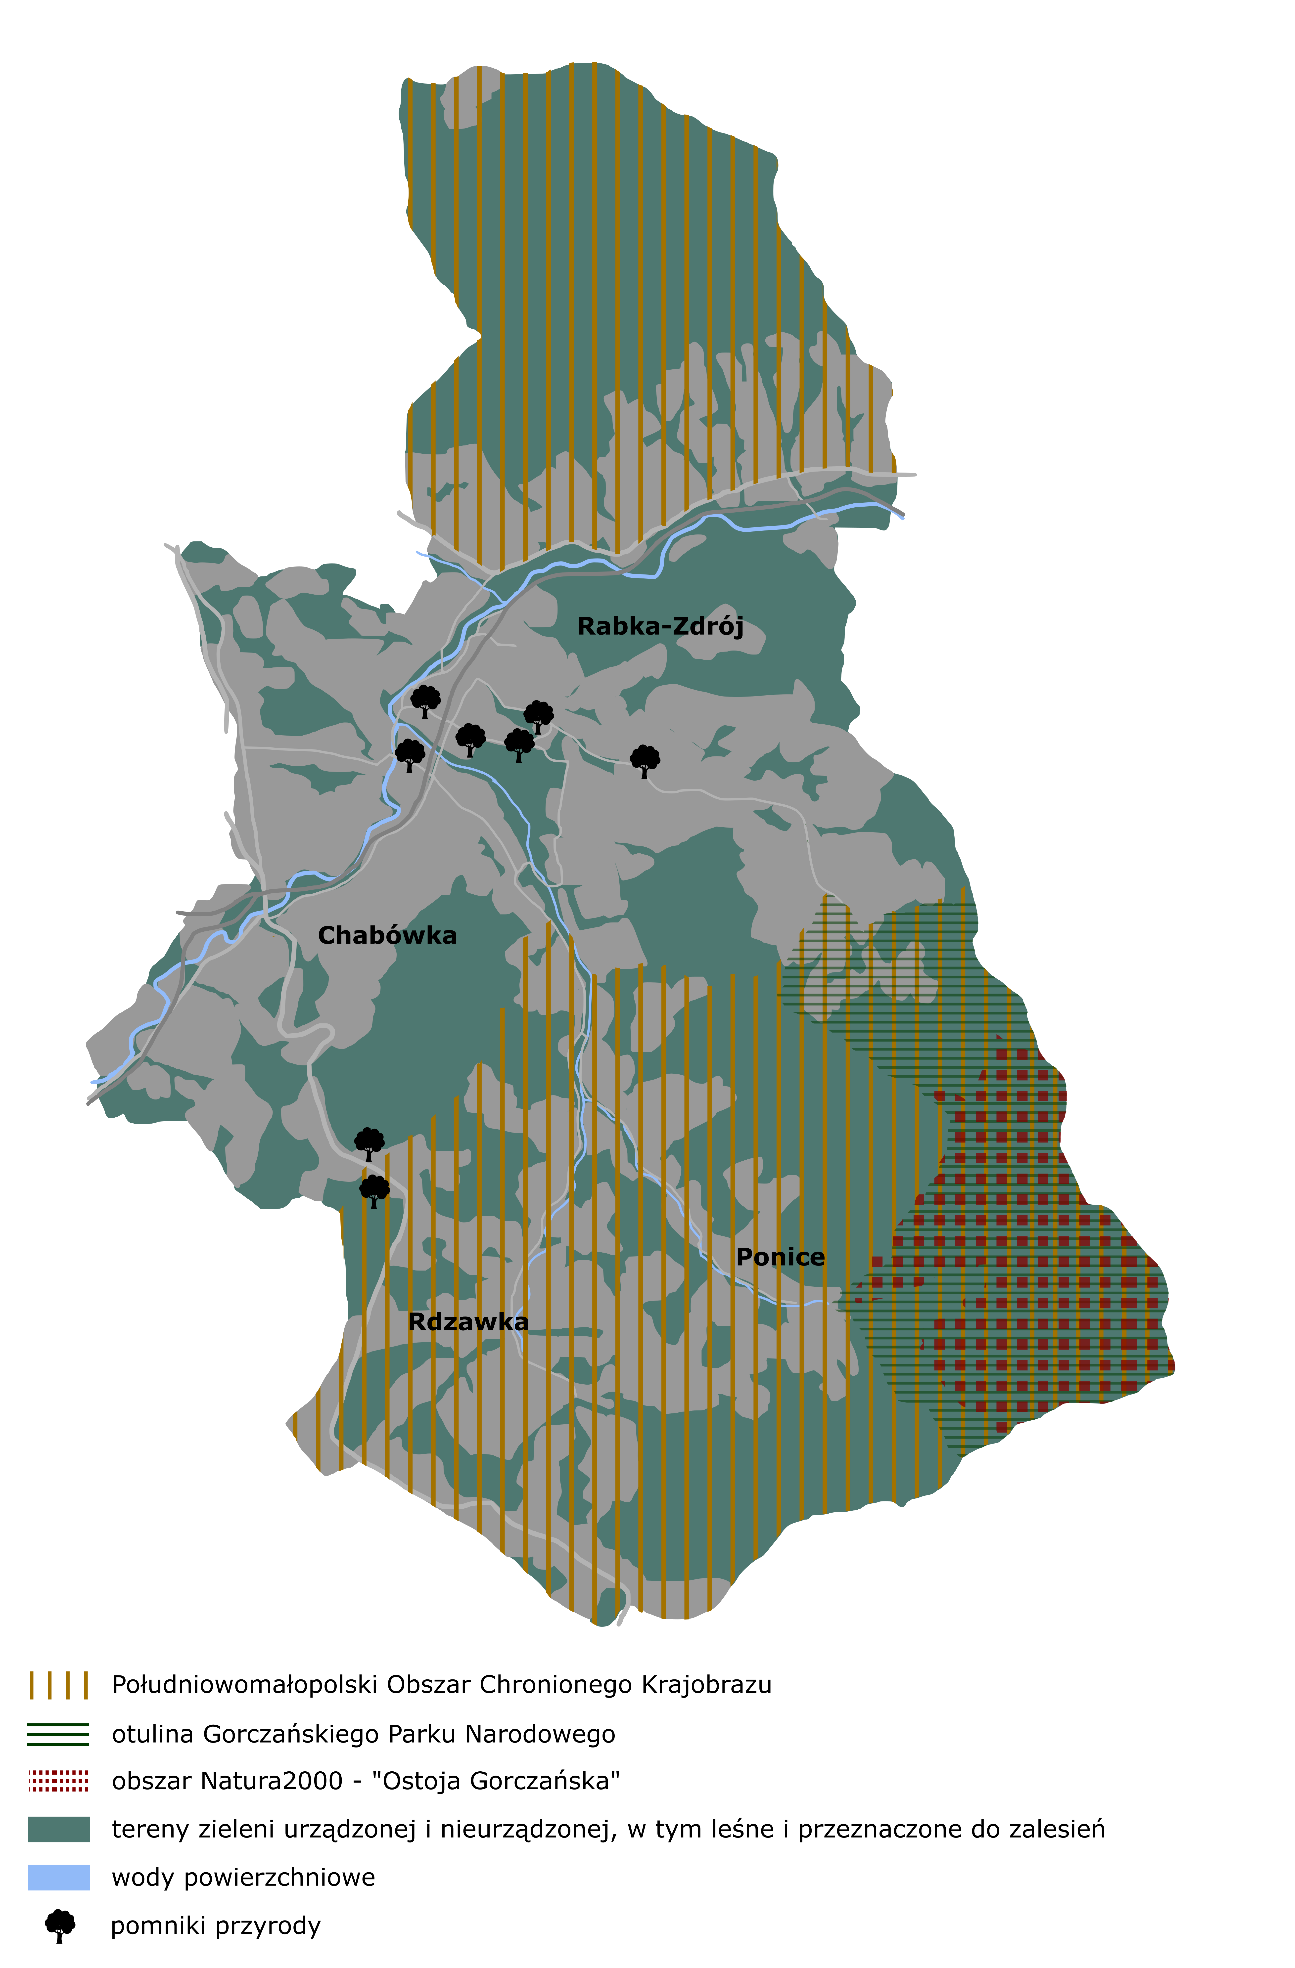 Rabka-Zdrój
Chabówka
Ponice
Rdzawka
Południowomałopolski Obszar Chronionego Krajobrazu
otulina Gorczańskiego Parku Narodowego
obszar Natura2000 - "Ostoja Gorczańska"
tereny zieleni urządzonej i nieurządzonej, w tym leśne i przeznaczone do zalesień
wody powierzchniowe
pomniki przyrody